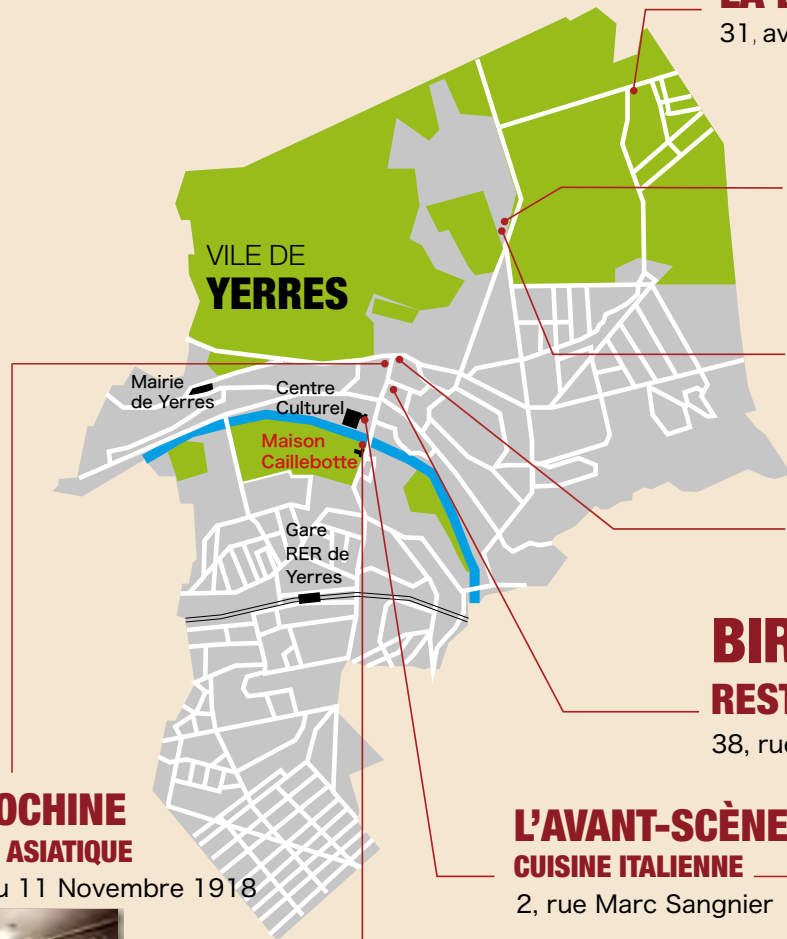 31, av
VILE DE
YERRES
Mairie
de Yerres
Centre
Culturel
Maison
Caillebotte
Gare
RER de
Yerres
BIR
REST
38, rue
OCHINE
ASIATIQUE
u 11 Novembre 1918
L'AVANT-SCÈNE
CUISINE ITALIENNE
2, rue Marc Sangnier